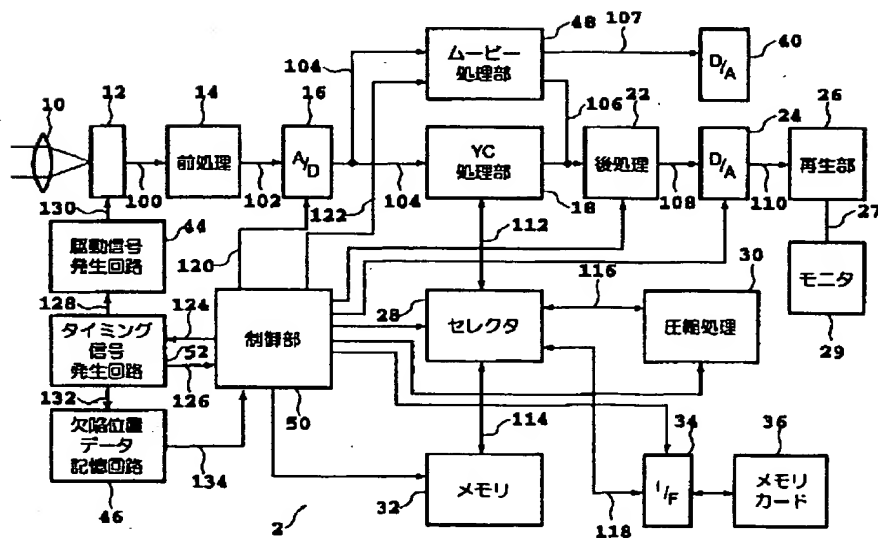 48
107
40
ムービー
処理部
D/A
104
10
12
14
16
106
22
24
26
前処理
A/D
YC
処理部
後処理
D/A
再生部
100
102
122
104
18
108
110
27
130
44
120
112
30
駆動信号
発生回路
モニタ
29
128
124
28
116
タイミング
信号
発生回路
52
制御部
セレクタ
圧縮処理
132
126
50
114
34
36
欠陥位置
データ
記憶回路
134
メモリ
I/F
メモリ
カード
46
2
32
118